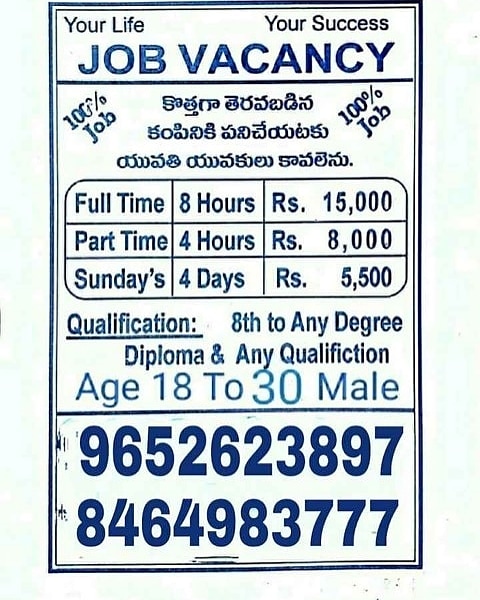 Your Life Your Success
JOB VACANCY
100% Job
కొత్తగా తెరవబడిన
100% Job
కంపినికి పనిచేయటకు
యువతి యువకులు కావలెను.
Full Time 8 Hours Rs. 15,000
Part Time 4 Hours Rs. 8,000
Sunday's 4 Days Rs. 5,500
Qualification: 8th to Any Degree
Diploma & Any Qualifiction
Age 18 To 30 Male
9652623897
8464983777